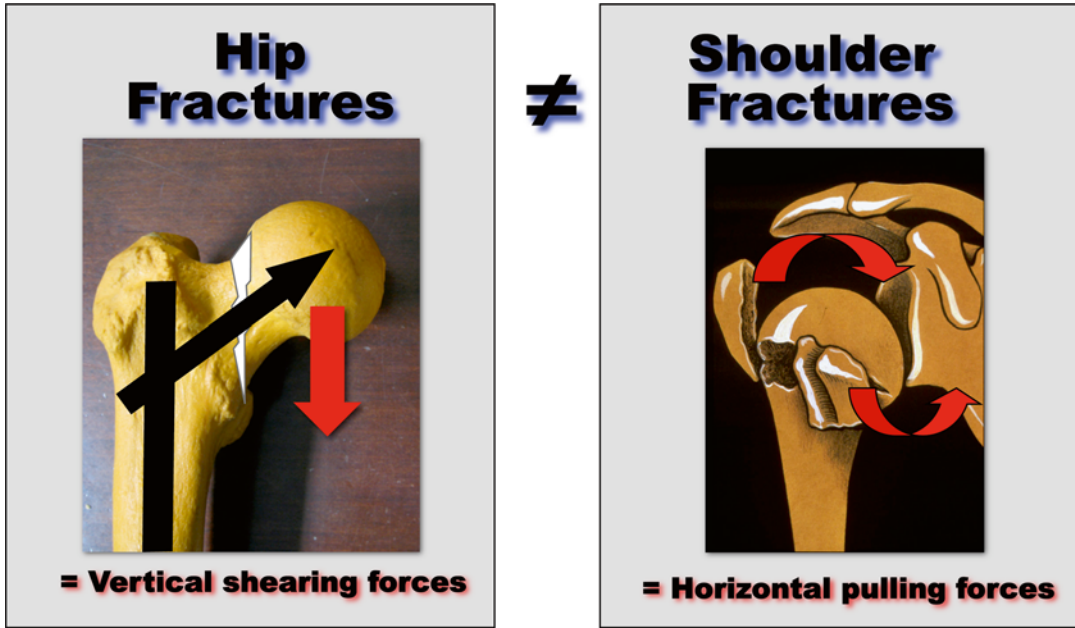 Hip
Fractures
≠
Shoulder
Fractures
= Vertical shearing forces
= Horizontal pulling forces